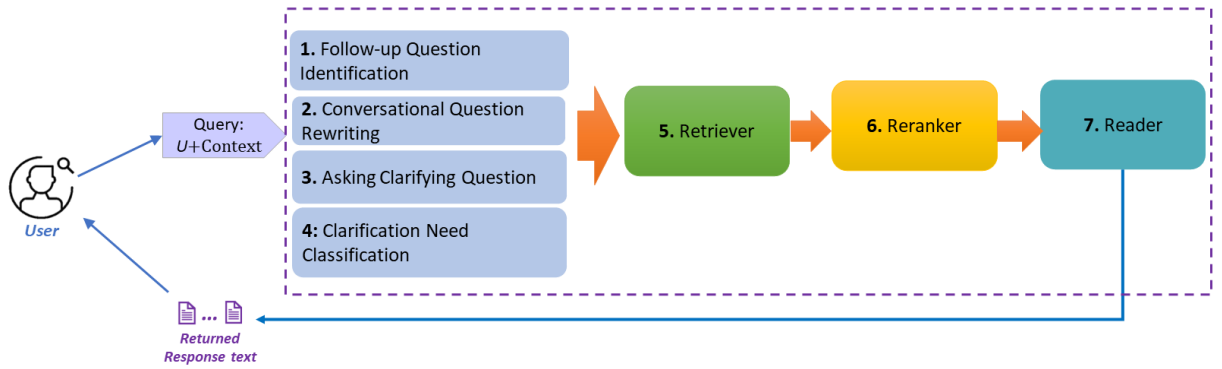 1. Follow-up Question
Identification
2. Conversational Question
Rewriting
3. Asking Clarifying Question
4: Clarification Need
Classification
Query:
U+Context
5. Retriever
6. Reranker
7. Reader
User
...
Returned
Response text